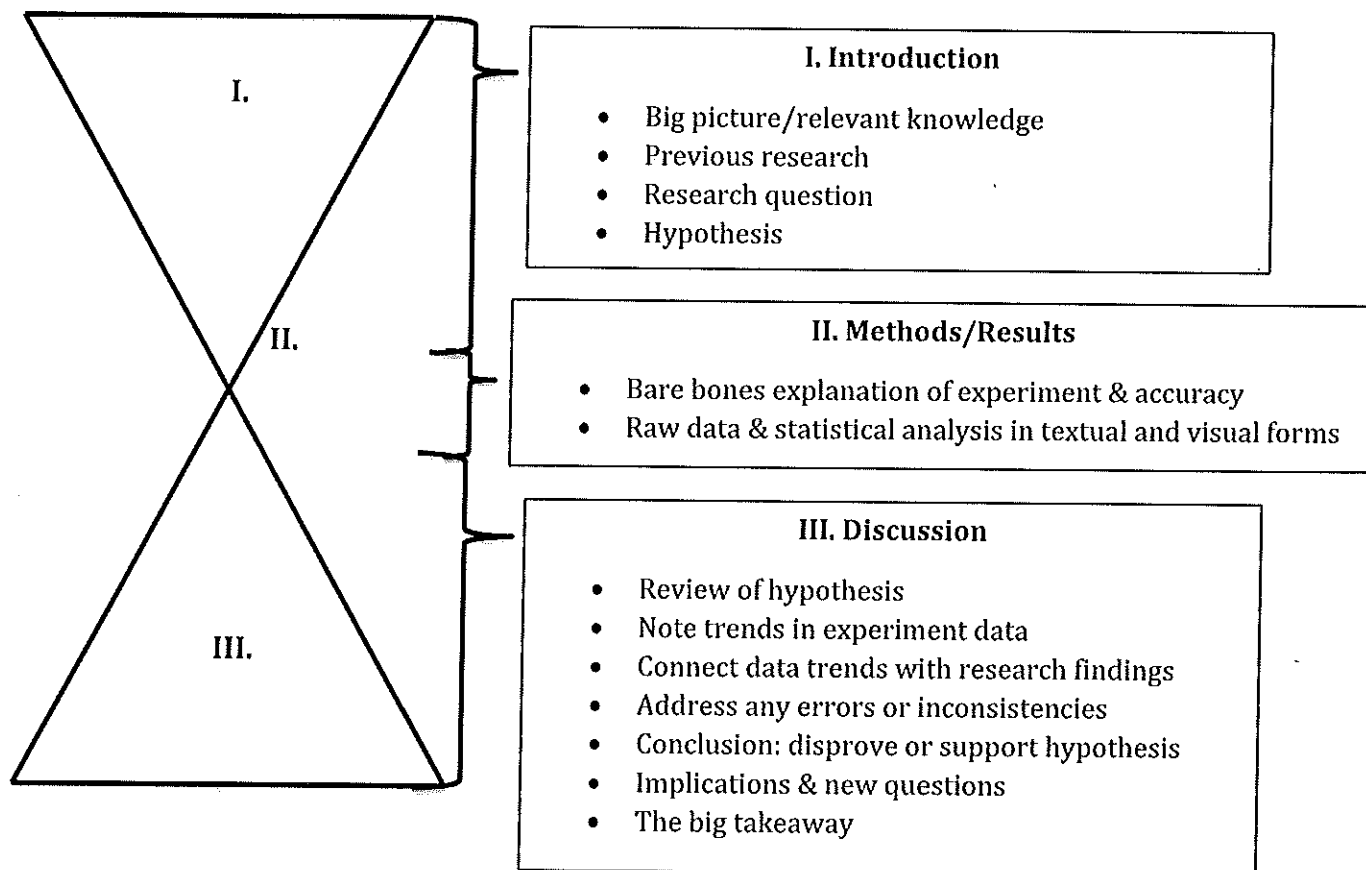 I.
II.
III.
I. Introduction
• Big picture/relevant knowledge
• Previous research
• Research question
• Hypothesis
II. Methods/Results
• Bare bones explanation of experiment & accuracy
• Raw data & statistical analysis in textual and visual forms
III. Discussion
• Review of hypothesis
• Note trends in experiment data
• Connect data trends with research findings
• Address any errors or inconsistencies
• Conclusion: disprove or support hypothesis
• Implications & new questions
• The big takeaway